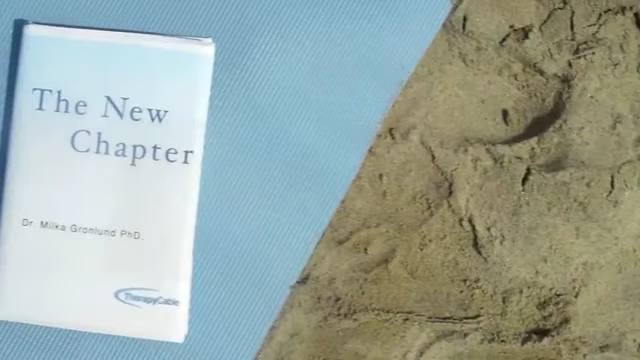 The New
Chapter
Dr. Milka Gronlund PhD.
TherapyCable